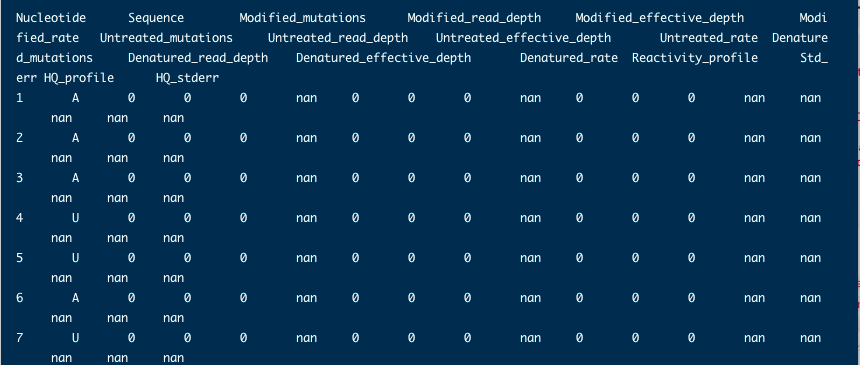 Nucleotide Sequence Modified_mutations Modified_read_depth Modified_effective_depth Modi
fied_rate Untreated_mutations Untreated_read_depth Untreated_effective_depth Untreated_rate Denature
d_mutations Denatured_read_depth Denatured_effective_depth Denatured_rate Reactivity_profile Std_
err HQ_profile HQ_stderr
1 A 0 0 0 nan 0 0 0 nan 0 0 0 nan nan
nan nan nan
2 A 0 0 0 nan 0 0 0 nan 0 0 0 nan nan
nan nan nan
3 A 0 0 0 nan 0 0 0 nan 0 0 0 nan nan
nan nan nan
4 U 0 0 0 nan 0 0 0 nan 0 0 0 nan nan
nan nan nan
5 U 0 0 0 nan 0 0 0 nan 0 0 0 nan nan
nan nan nan
6 A 0 0 0 nan 0 0 0 nan 0 0 0 nan nan
nan nan nan
7 U 0 0 0 nan 0 0 0 nan 0 0 0 nan nan
nan nan nan